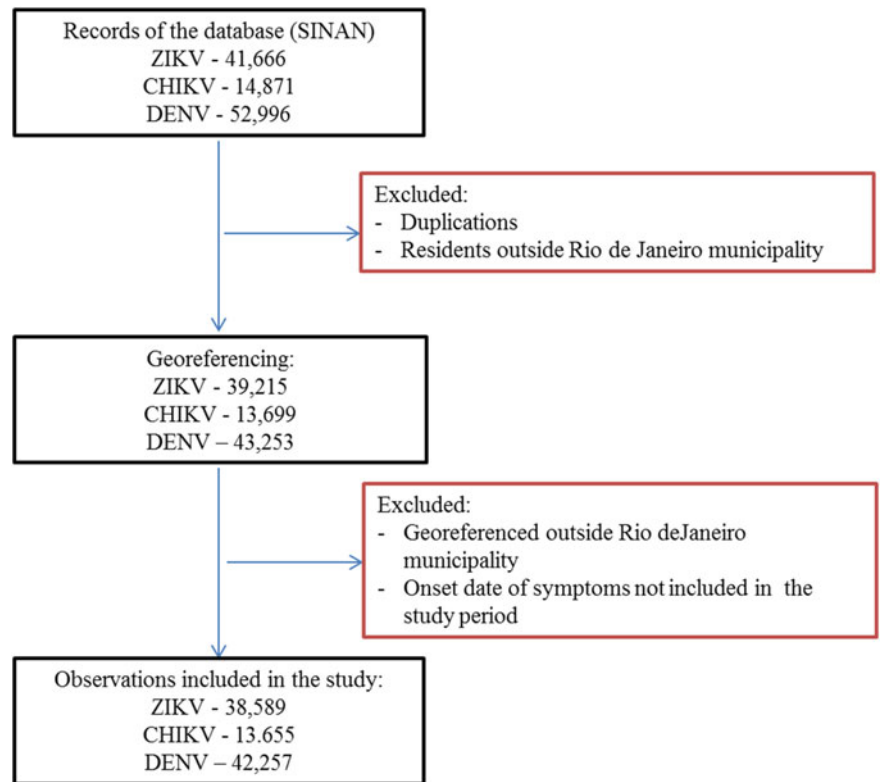 Records of the database (SINAN)
ZIKV - 41,666
CHIKV - 14,871
DENV - 52,996
Excluded:
- Duplications
- Residents outside Rio de Janeiro municipality
Georeferencing:
ZIKV - 39,215
CHIKV - 13,699
DENV – 43,253
Excluded:
- Georeferenced outside Rio deJaneiro
municipality
- Onset date of symptoms not included in the
study period
Observations included in the study:
ZIKV - 38,589
CHIKV - 13.655
DENV – 42,257